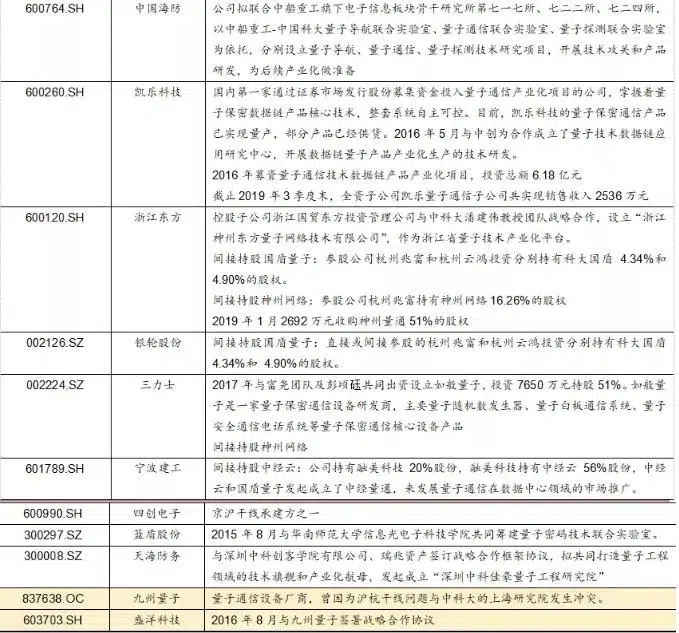 600764.SH 中国海防 公司拟联合中船重工旗下电子信息板块骨干研究所第七一七所、七二二所、七二四所，
以中船重工-中国科大量子导航联合实验室、量子通信联合实验室、量子探测联合实验室
为依托，分别设立量子导航、量子通信、量子探测技术研究项目，开展技术攻关和产品
研发，为后续产业化做准备
600260.SH 凯乐科技 国内第一家通过证券市场发行股份募集资金投入量子通信产业化项目的公司，掌握着量
子保密数据链产品核心技术，整套系统自主可控。目前，凯乐科技的量子保密通信产品
已实现量产，部分产品已经供货。2016 年 5 月与中创为合作成立了量子技术数据链应
用研究中心，开展数据链量子产品产业化生产的技术研发。
2016 年募资量子通信技术数据链产品产业化项目，投资总额 6.18 亿元
截止 2019 年 3 季度末，全资子公司凯乐量子通信子公司共实现销售收入 2536 万元
600120.SH 浙江东方 控股子公司浙江国贸东方投资管理公司与中科大潘建伟教授团队战略合作，设立“浙江
神州东方量子网络技术有限公司”，作为浙江省量子技术产业化平台。
间接持股国盾量子：参股公司杭州兆富和杭州云鸿投资分别持有科大国盾 4.34%和
4.90%的股权。
间接持股神州网络：参股公司杭州兆富持有神州网络 16.26%的股权
2019 年 1 月 2692 万元收购神州量通 51%的股权
002126.SZ 银轮股份 间接持股国盾量子：直接或间接参股的杭州兆富和杭州云鸿投资分别持有科大国盾
4.34%和 4.90%的股权。
002224.SZ 三力士 2017 年与富尧团队及彭顷砡共同出资设立如般量子，投资 7650 万元持股 51%。如般量
子是一家量子保密通信设备研发商，主要量子随机数发生器、量子白板通信系统、量子
安全通信电话系统等量子保密通信核心设备产品
间接持股神州网络
601789.SH 宁波建工 间接持股中经云：公司持有融美科技 20%股份，融美科技持有中经云 56%股份，中经
云和国盾量子发起成立了中经量通，来发展量子通信在数据中心领域的市场推广。
600990.SH 四创电子 京沪干线承建方之一
300297.SZ 蓝盾股份 2015 年 8 月与华南师范大学信息光电子科技学院共同筹建量子密码技术联合实验室。
300008.SZ 天海防务 与深圳中科创客学院有限公司、瑞兆资产签订战略合作框架协议，拟共同打造量子工程
领域的技术旗舰和产业化航母，发起成立“深圳中科佳豪量子工程研究院”
837638.OC 九州量子 量子通信设备厂商，曾因为沪杭干线问题与中科大的上海研究院发生冲突。
603703.SH 盛洋科技 2016 年 8 月与九州量子签署战略合作协议